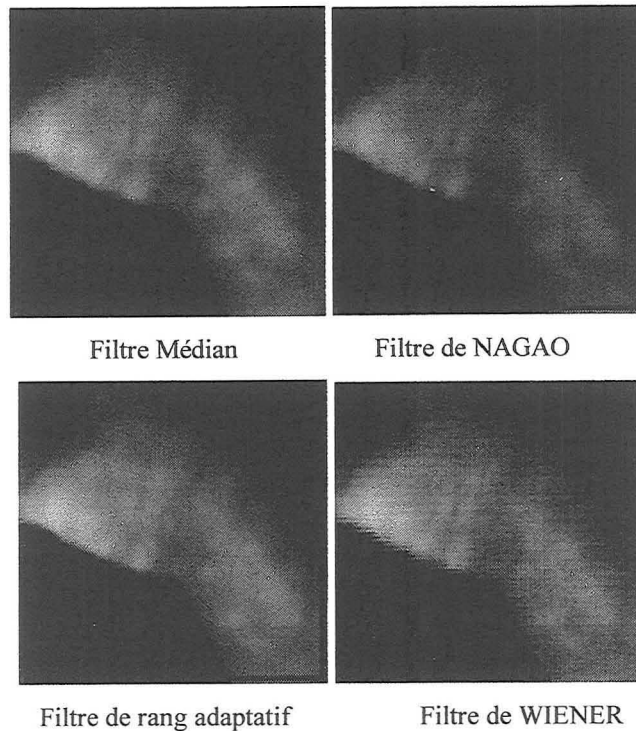 Filtre Médian
Filtre de NAGAO
Filtre de rang adaptatif
Filtre de WIENER